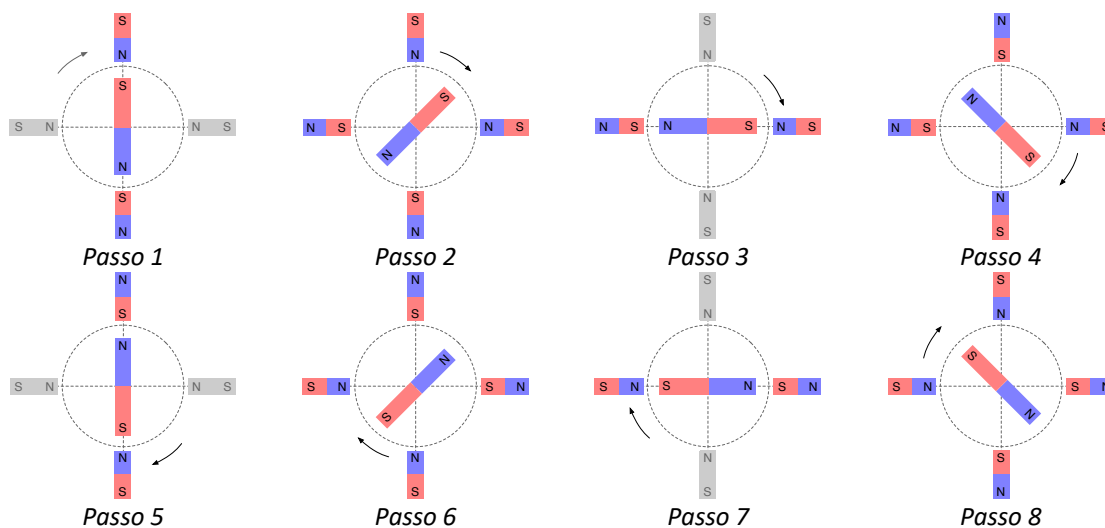 S S S N
N N N S
S S N
S N N S N S N S N S N S N S N S N S
N N S
S S N N
N N S S
Passo 1 Passo 2 Passo 3 Passo 4
N N S S
S S N N
N N S
S N N S S N S N S N S N S N S N S N
S S N
N N N S
S S S N
Passo 5 Passo 6 Passo 7 Passo 8